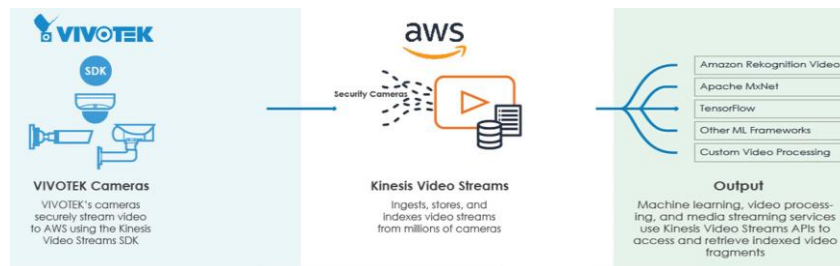 VIVOTEK
SDK
VIVOTEK Cameras
VIVOTEK's cameras
securely stream video
to AWS using the Kinesis
Video Streams SDK
aws
Security Cameras
Kinesis Video Streams
Ingests, stores, and
indexes video streams
from millions of cameras
Amazon Rekognition Video
Apache MxNet
TensorFlow
Other ML Frameworks
Custom Video Processing
Output
Machine learning, video process-
ing, and media streaming services
use Kinesis Video Streams APIs to
access and retrieve indexed video
fragments